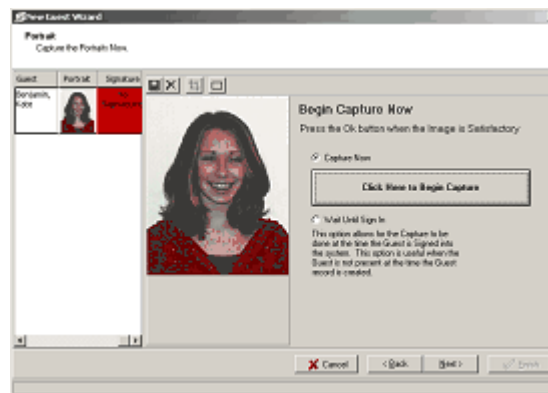 New Guest Wizard
Portrait
Capture the Portraits Now.
Guest
Portrait
Signature
Benjamin,
Kate
No
Signature
Begin Capture Now
Press the Ok button when the Image is Satisfactory
Capture Now
Click Here to Begin Capture
Wait Until Sign In
This option allows for the Capture to be
done at the time the Guest is Signed into
the system. This option is useful when the
Guest is not present at the time the Guest
record is created.
Cancel
< Back
Next >
Finish